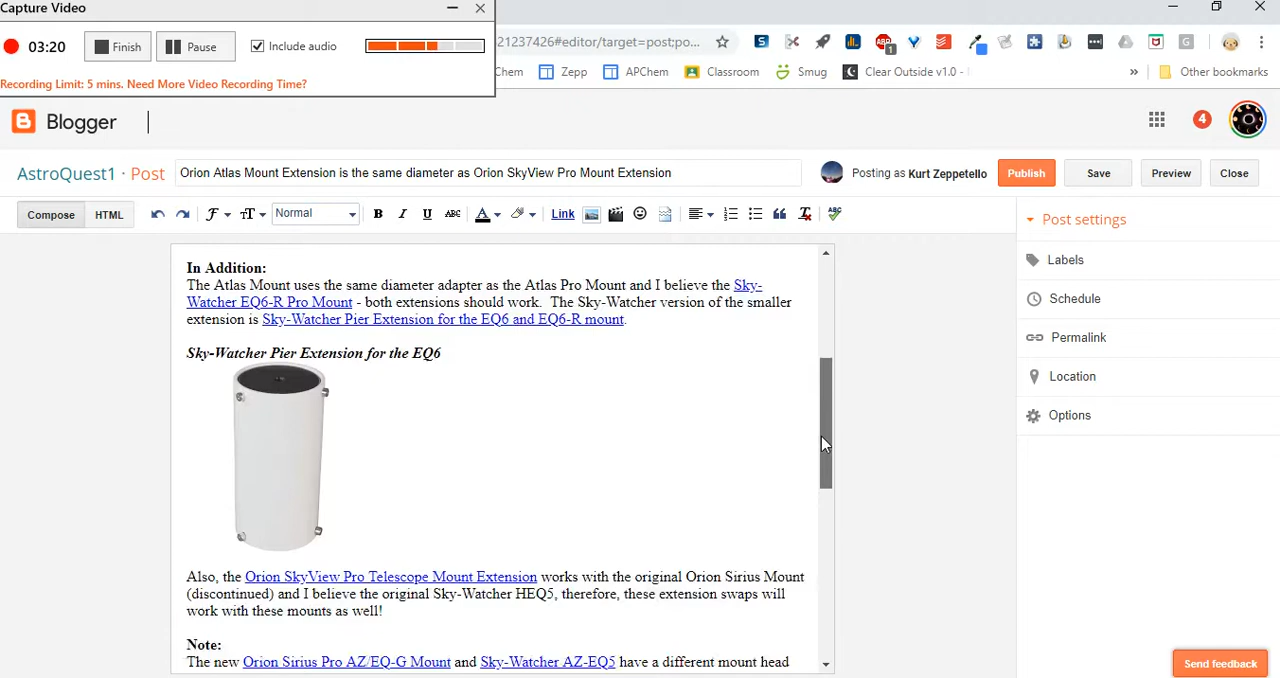 Capture Video
03:20
Finish
Pause
Include audio
Recording Limit: 5 mins. Need More Video Recording Time?
21237426#editor/target=post;po...
Chem
Zepp
APChem
Classroom
Smug
Clear Outside v1.0 -
»
Other bookmarks
Blogger
4
AstroQuest1 · Post
Orion Atlas Mount Extension is the same diameter as Orion SkyView Pro Mount Extension
Posting as Kurt Zeppetello
Publish
Save
Preview
Close
Compose
HTML
Normal
B
I
U
ABC
A
Link
Post settings
Labels
Schedule
Permalink
Location
Options
In Addition:
The Atlas Mount uses the same diameter adapter as the Atlas Pro Mount and I believe the Sky-
Watcher EQ6-R Pro Mount - both extensions should work. The Sky-Watcher version of the smaller
extension is Sky-Watcher Pier Extension for the EQ6 and EQ6-R mount.
Sky-Watcher Pier Extension for the EQ6
Also, the Orion SkyView Pro Telescope Mount Extension works with the original Orion Sirius Mount
(discontinued) and I believe the original Sky-Watcher HEQ5, therefore, these extension swaps will
work with these mounts as well!
Note:
The new Orion Sirius Pro AZ/EQ-G Mount and Sky-Watcher AZ-EQ5 have a different mount head
Send feedback